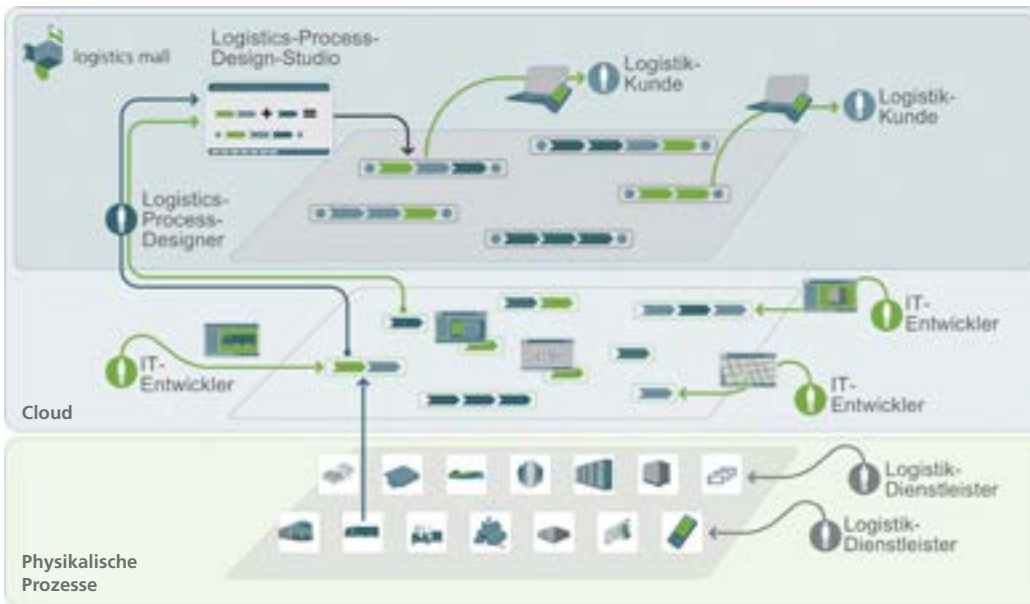 logistics mall
Logistics-Process-
Design-Studio
Logistik-
Kunde
Logistik-
Kunde
Logistics-
Process-
Designer
IT-
Entwickler
IT-
Entwickler
IT-
Entwickler
Cloud
Logistik-
Dienstleister
Logistik-
Dienstleister
Physikalische
Prozesse